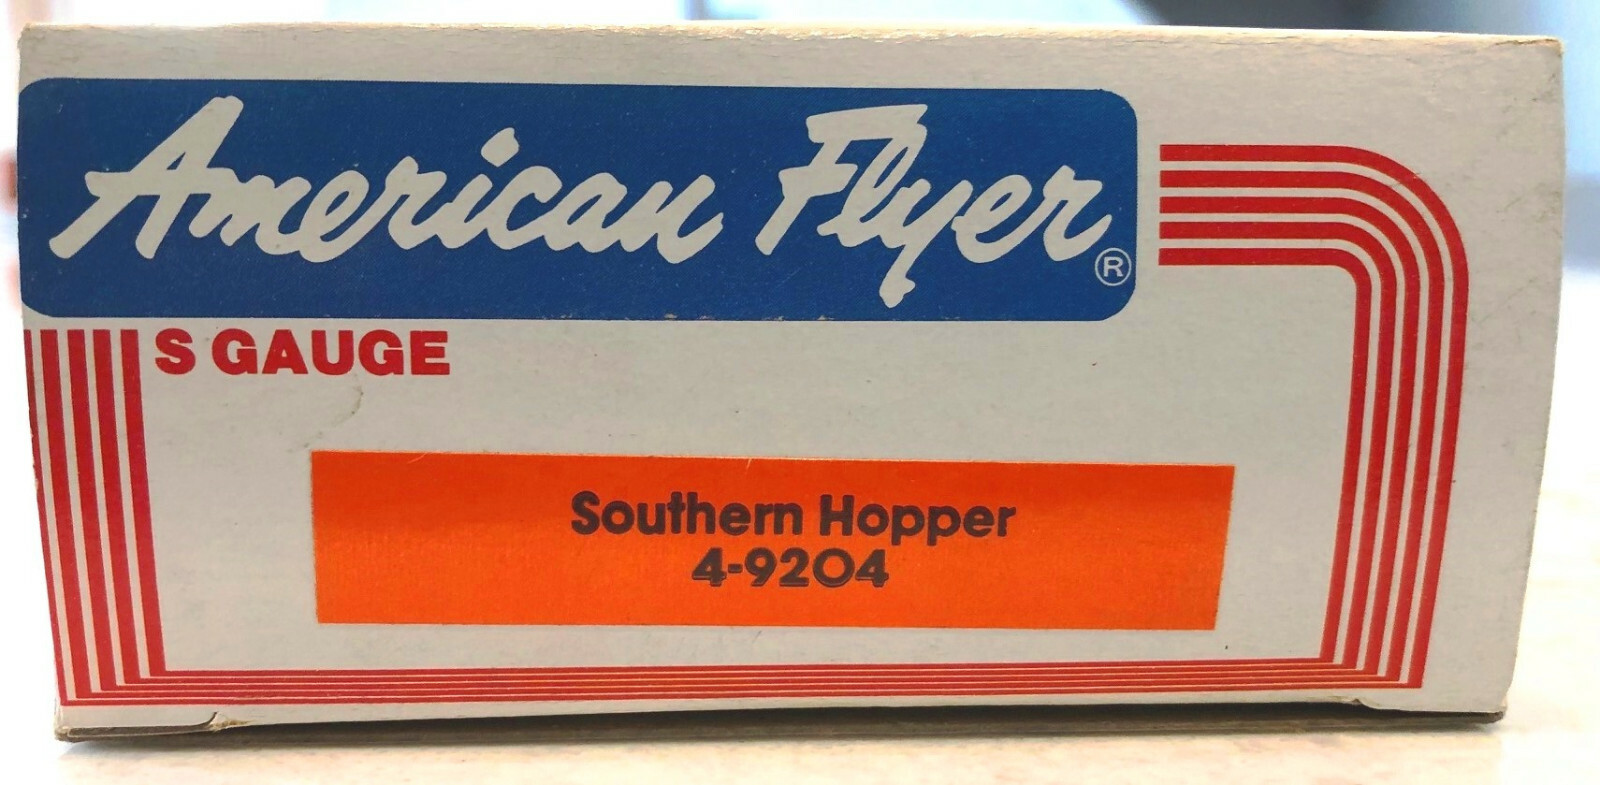 American Flyer®
S GAUGE
Southern Hopper
4-9204